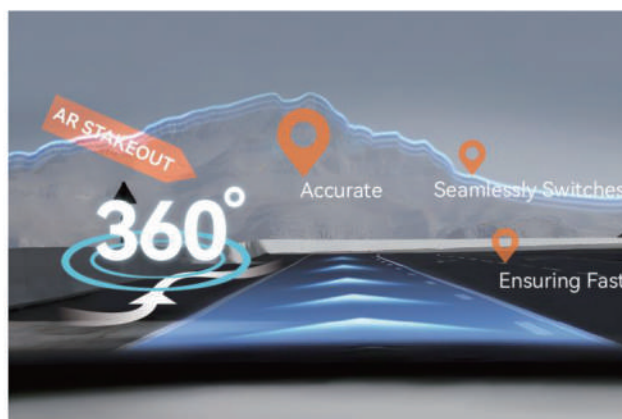 AR STAKEOUT
360°
Accurate
Seamlessly Switches
Ensuring Fast